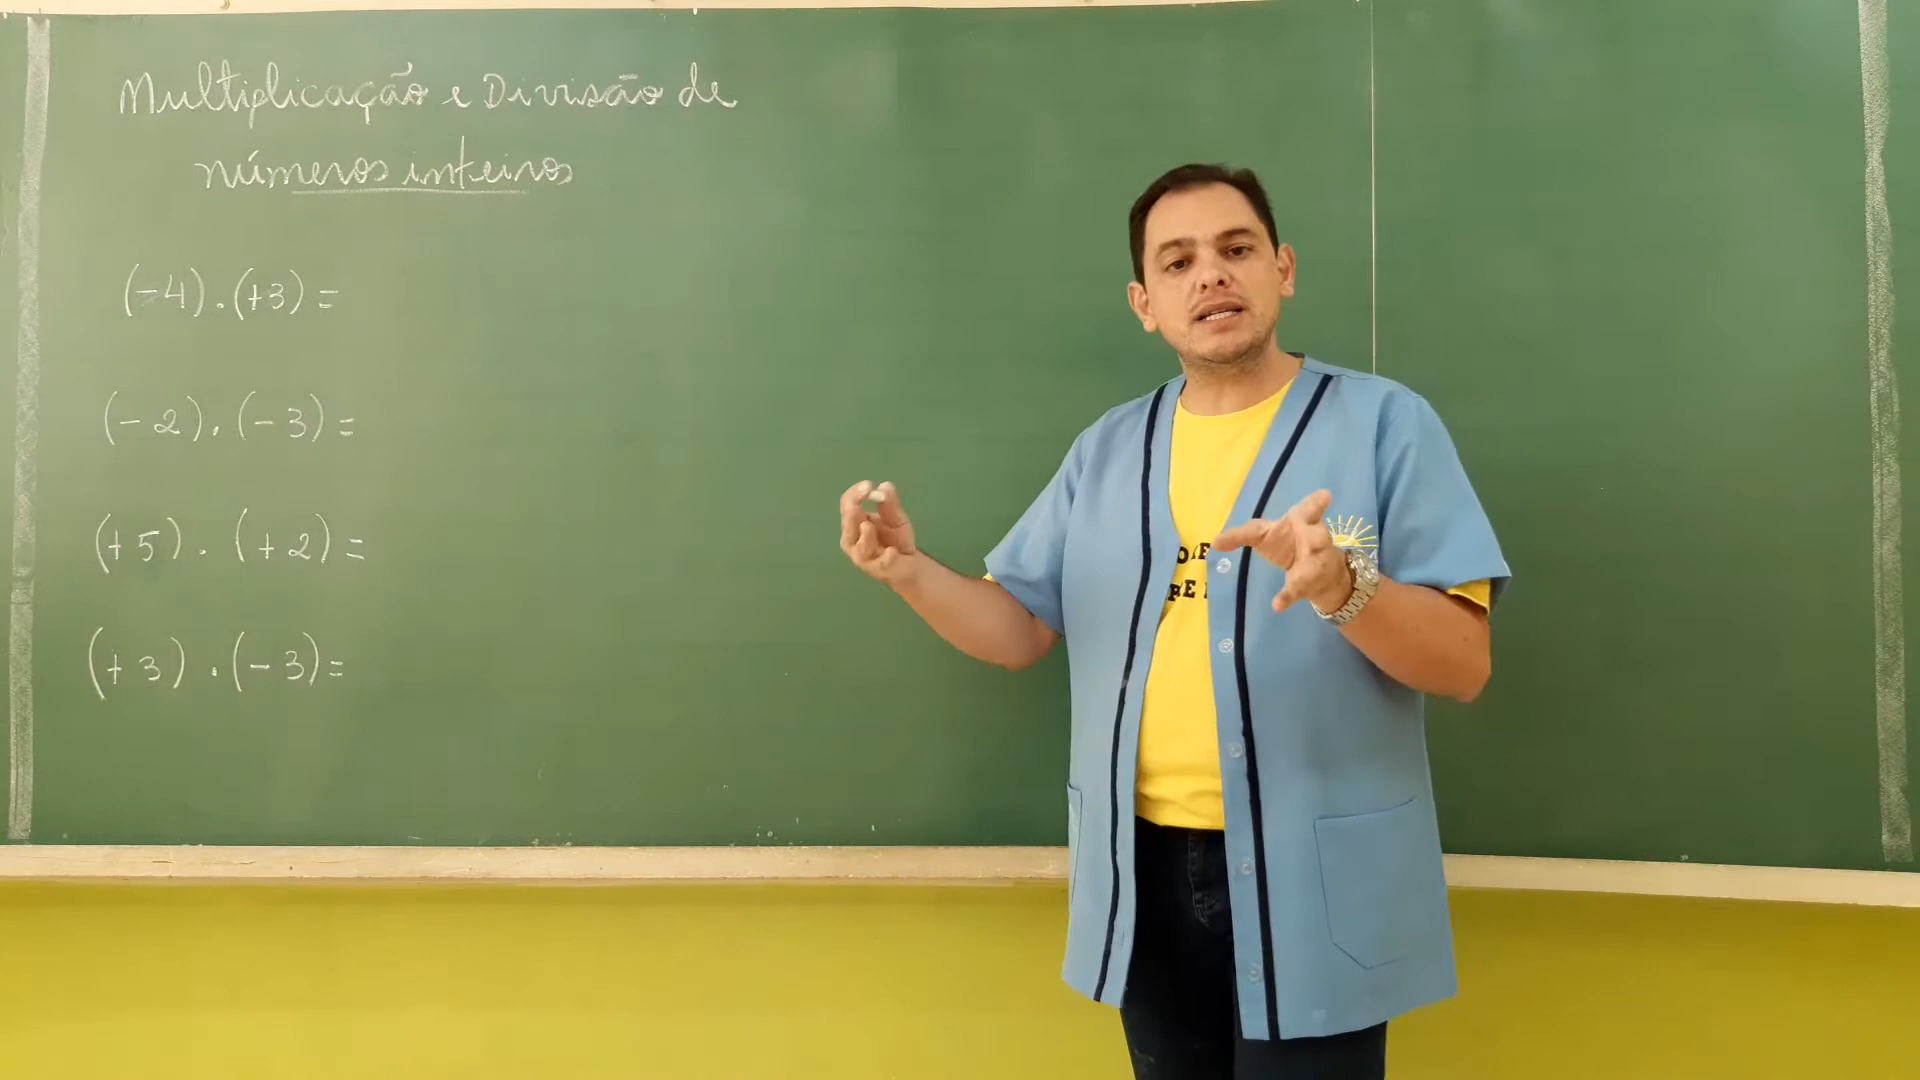 Multiplicação e Divisão de
números inteiros
(-4).(+3)=
(-2).(-3)=
(+5).(+2)=
(+3).(-3)=